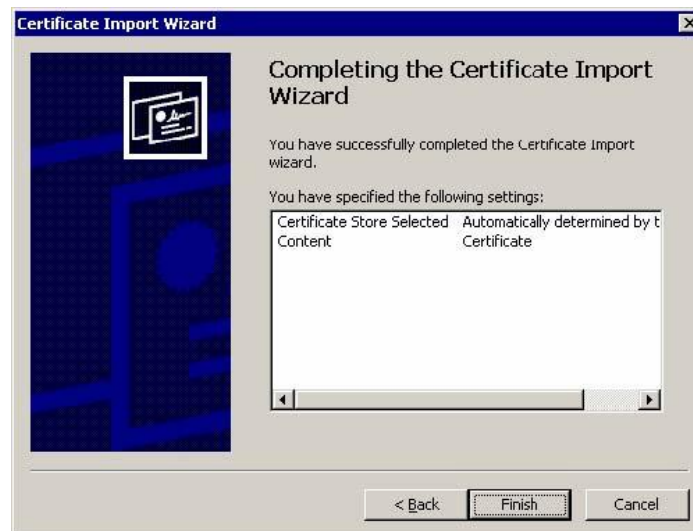 Certificate Import Wizard
Completing the Certificate Import
Wizard
You have successfully completed the Certificate Import
wizard.
You have specified the following settings:
Certificate Store Selected Automatically determined by t
Content Certificate
< Back Finish Cancel